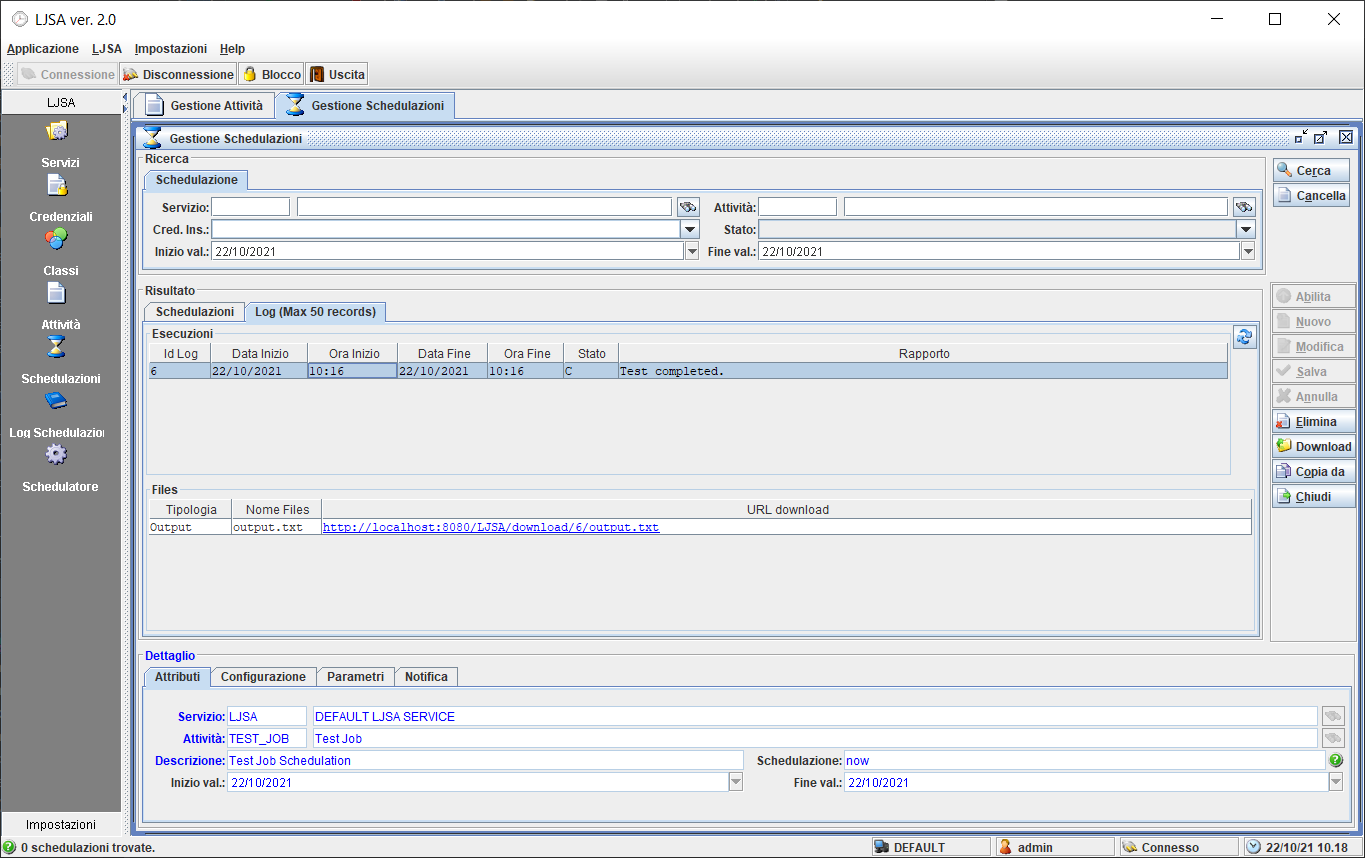 LJSA ver. 2.0
Applicazione LJSA Impostazioni Help
Connessione Disconnessione Blocco Uscita
LJSA
Servizi
Credenziali
Classi
Attività
Schedulazioni
Log Schedulazior
Schedulatore
Impostazioni
Gestione Attività Gestione Schedulazioni
Gestione Schedulazioni
Ricerca
Schedulazione
Servizio: Attività:
Cred. Ins.: Stato:
Inizio val.: 22/10/2021 Fine val.: 22/10/2021
Cerca
Cancella
Risultato
Schedulazioni Log (Max 50 records)
Esecuzioni
Id Log Data Inizio Ora Inizio Data Fine Ora Fine Stato Rapporto
6 22/10/2021 10:16 22/10/2021 10:16 C Test completed.
Files
Tipologia Nome Files URL download
Output output.txt http://localhost:8080/LJSA/download/6/output.txt
Abilita
Nuovo
Modifica
Salva
Annulla
Elimina
Download
Copia da
Chiudi
Dettaglio
Attributi Configurazione Parametri Notifica
Servizio: LJSA DEFAULT LJSA SERVICE
Attività: TEST_JOB Test Job
Descrizione: Test Job Schedulation Schedulazione: now
Inizio val.: 22/10/2021 Fine val.: 22/10/2021
0 schedulazioni trovate. DEFAULT admin Connesso 22/10/21 10.18